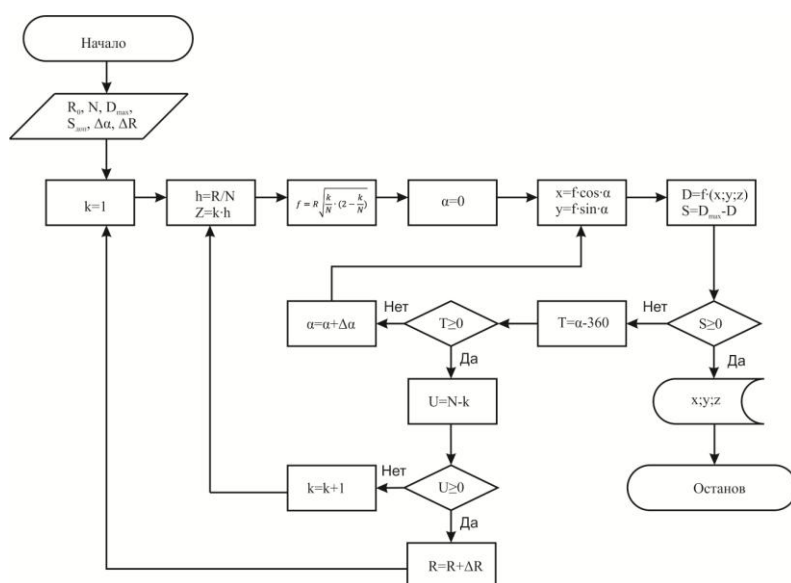 Начало
R₀, N, Dmax,
Sдоп, Δα, ΔR
k=1
h=R/N
Z=k·h
f = R√(k/N · (2 − k/N))
α=0
x=f·cos·α
y=f·sin·α
D=f·(x;y;z)
S=Dmax-D
α=α+Δα
Нет
T≥0
T=α-360
Нет
S≥0
Да
Да
U=N-k
x;y;z
k=k+1
Нет
U≥0
Останов
Да
R=R+ΔR